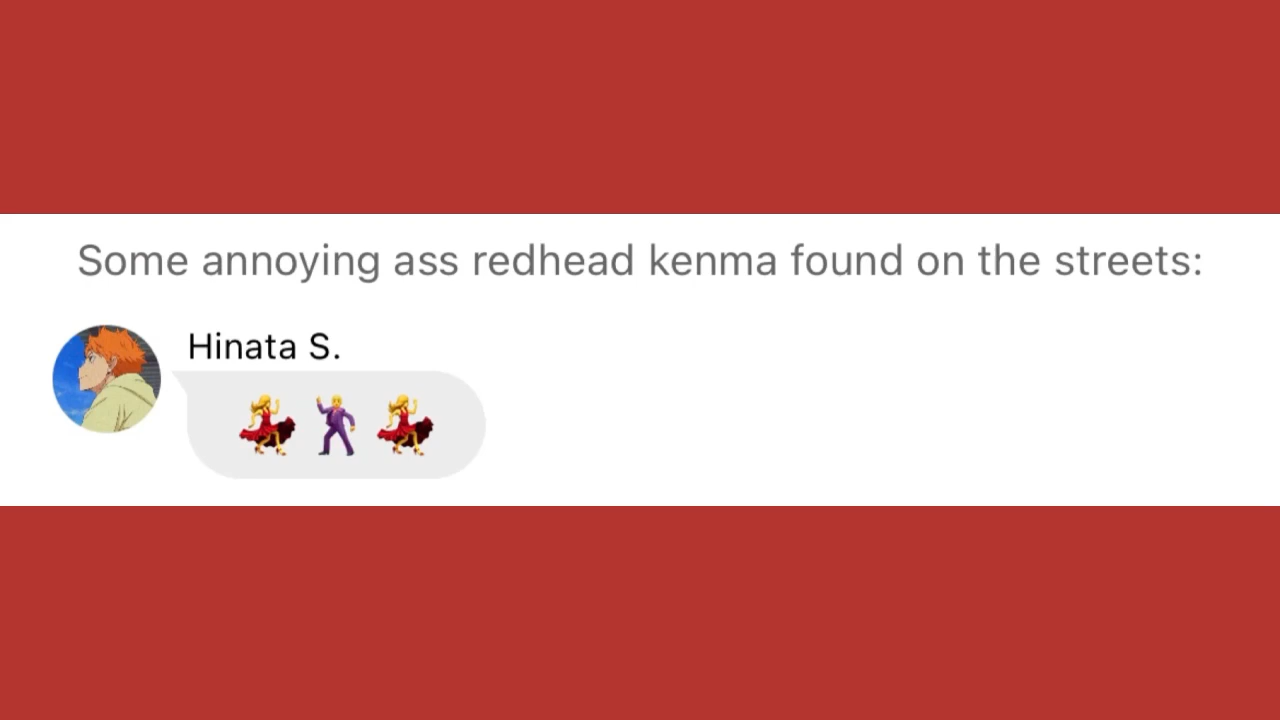 Some annoying ass redhead kenma found on the streets:
Hinata S.
💃🕺💃